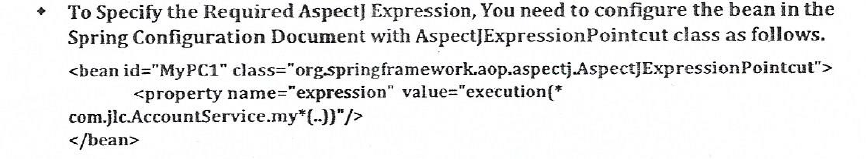 To Specify the Required AspectJ Expression, You need to configure the bean in the
Spring Configuration Document with AspectJExpressionPointcut class as follows.
<bean id="MyPC1" class="org.springframework.aop.aspectj.AspectJExpressionPointcut">
<property name="expression" value="execution(*
com.jlc.AccountService.my*(..))"/>
</bean>